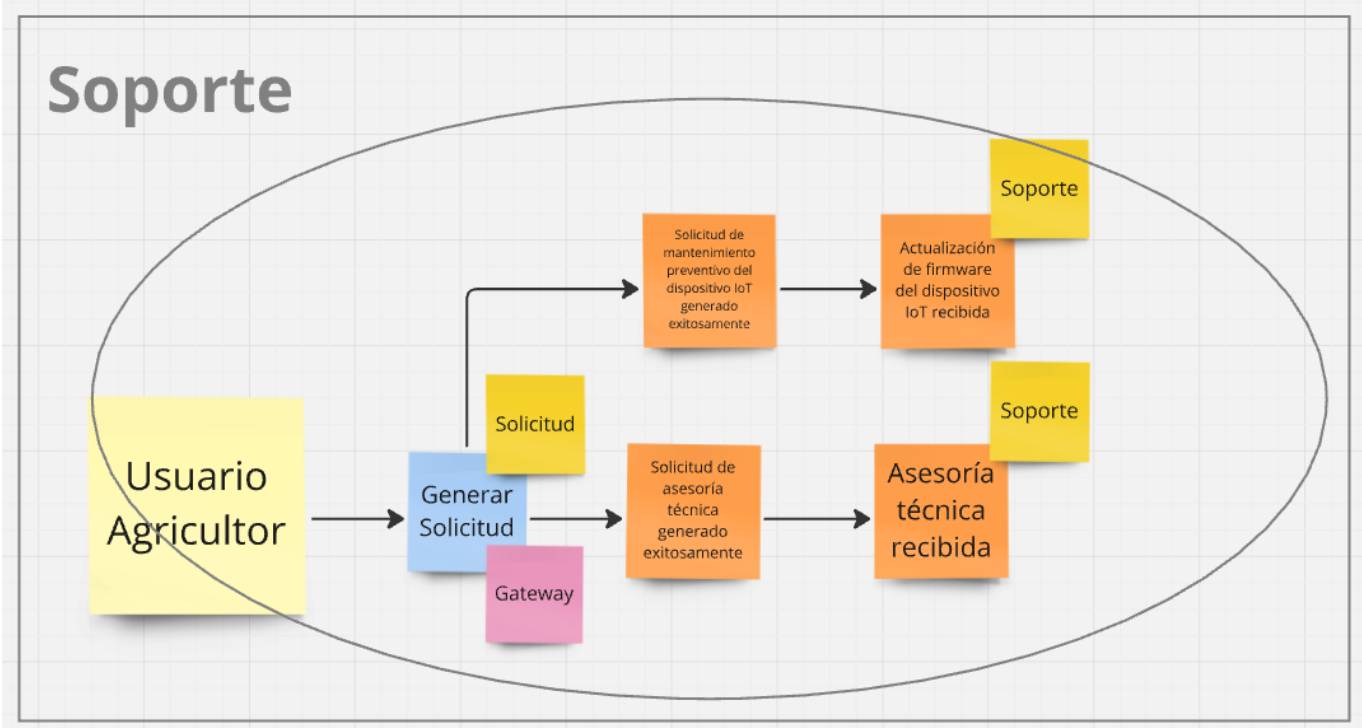 Soporte
Soporte
Solicitud de
mantenimiento
preventivo del
dispositivo IoT
generado
exitosamente
Actualización
de firmware
del dispositivo
IoT recibida
Usuario
Agricultor
Solicitud
Generar
Solicitud
Gateway
Solicitud de
asesoría
técnica
generado
exitosamente
Soporte
Asesoría
técnica
recibida